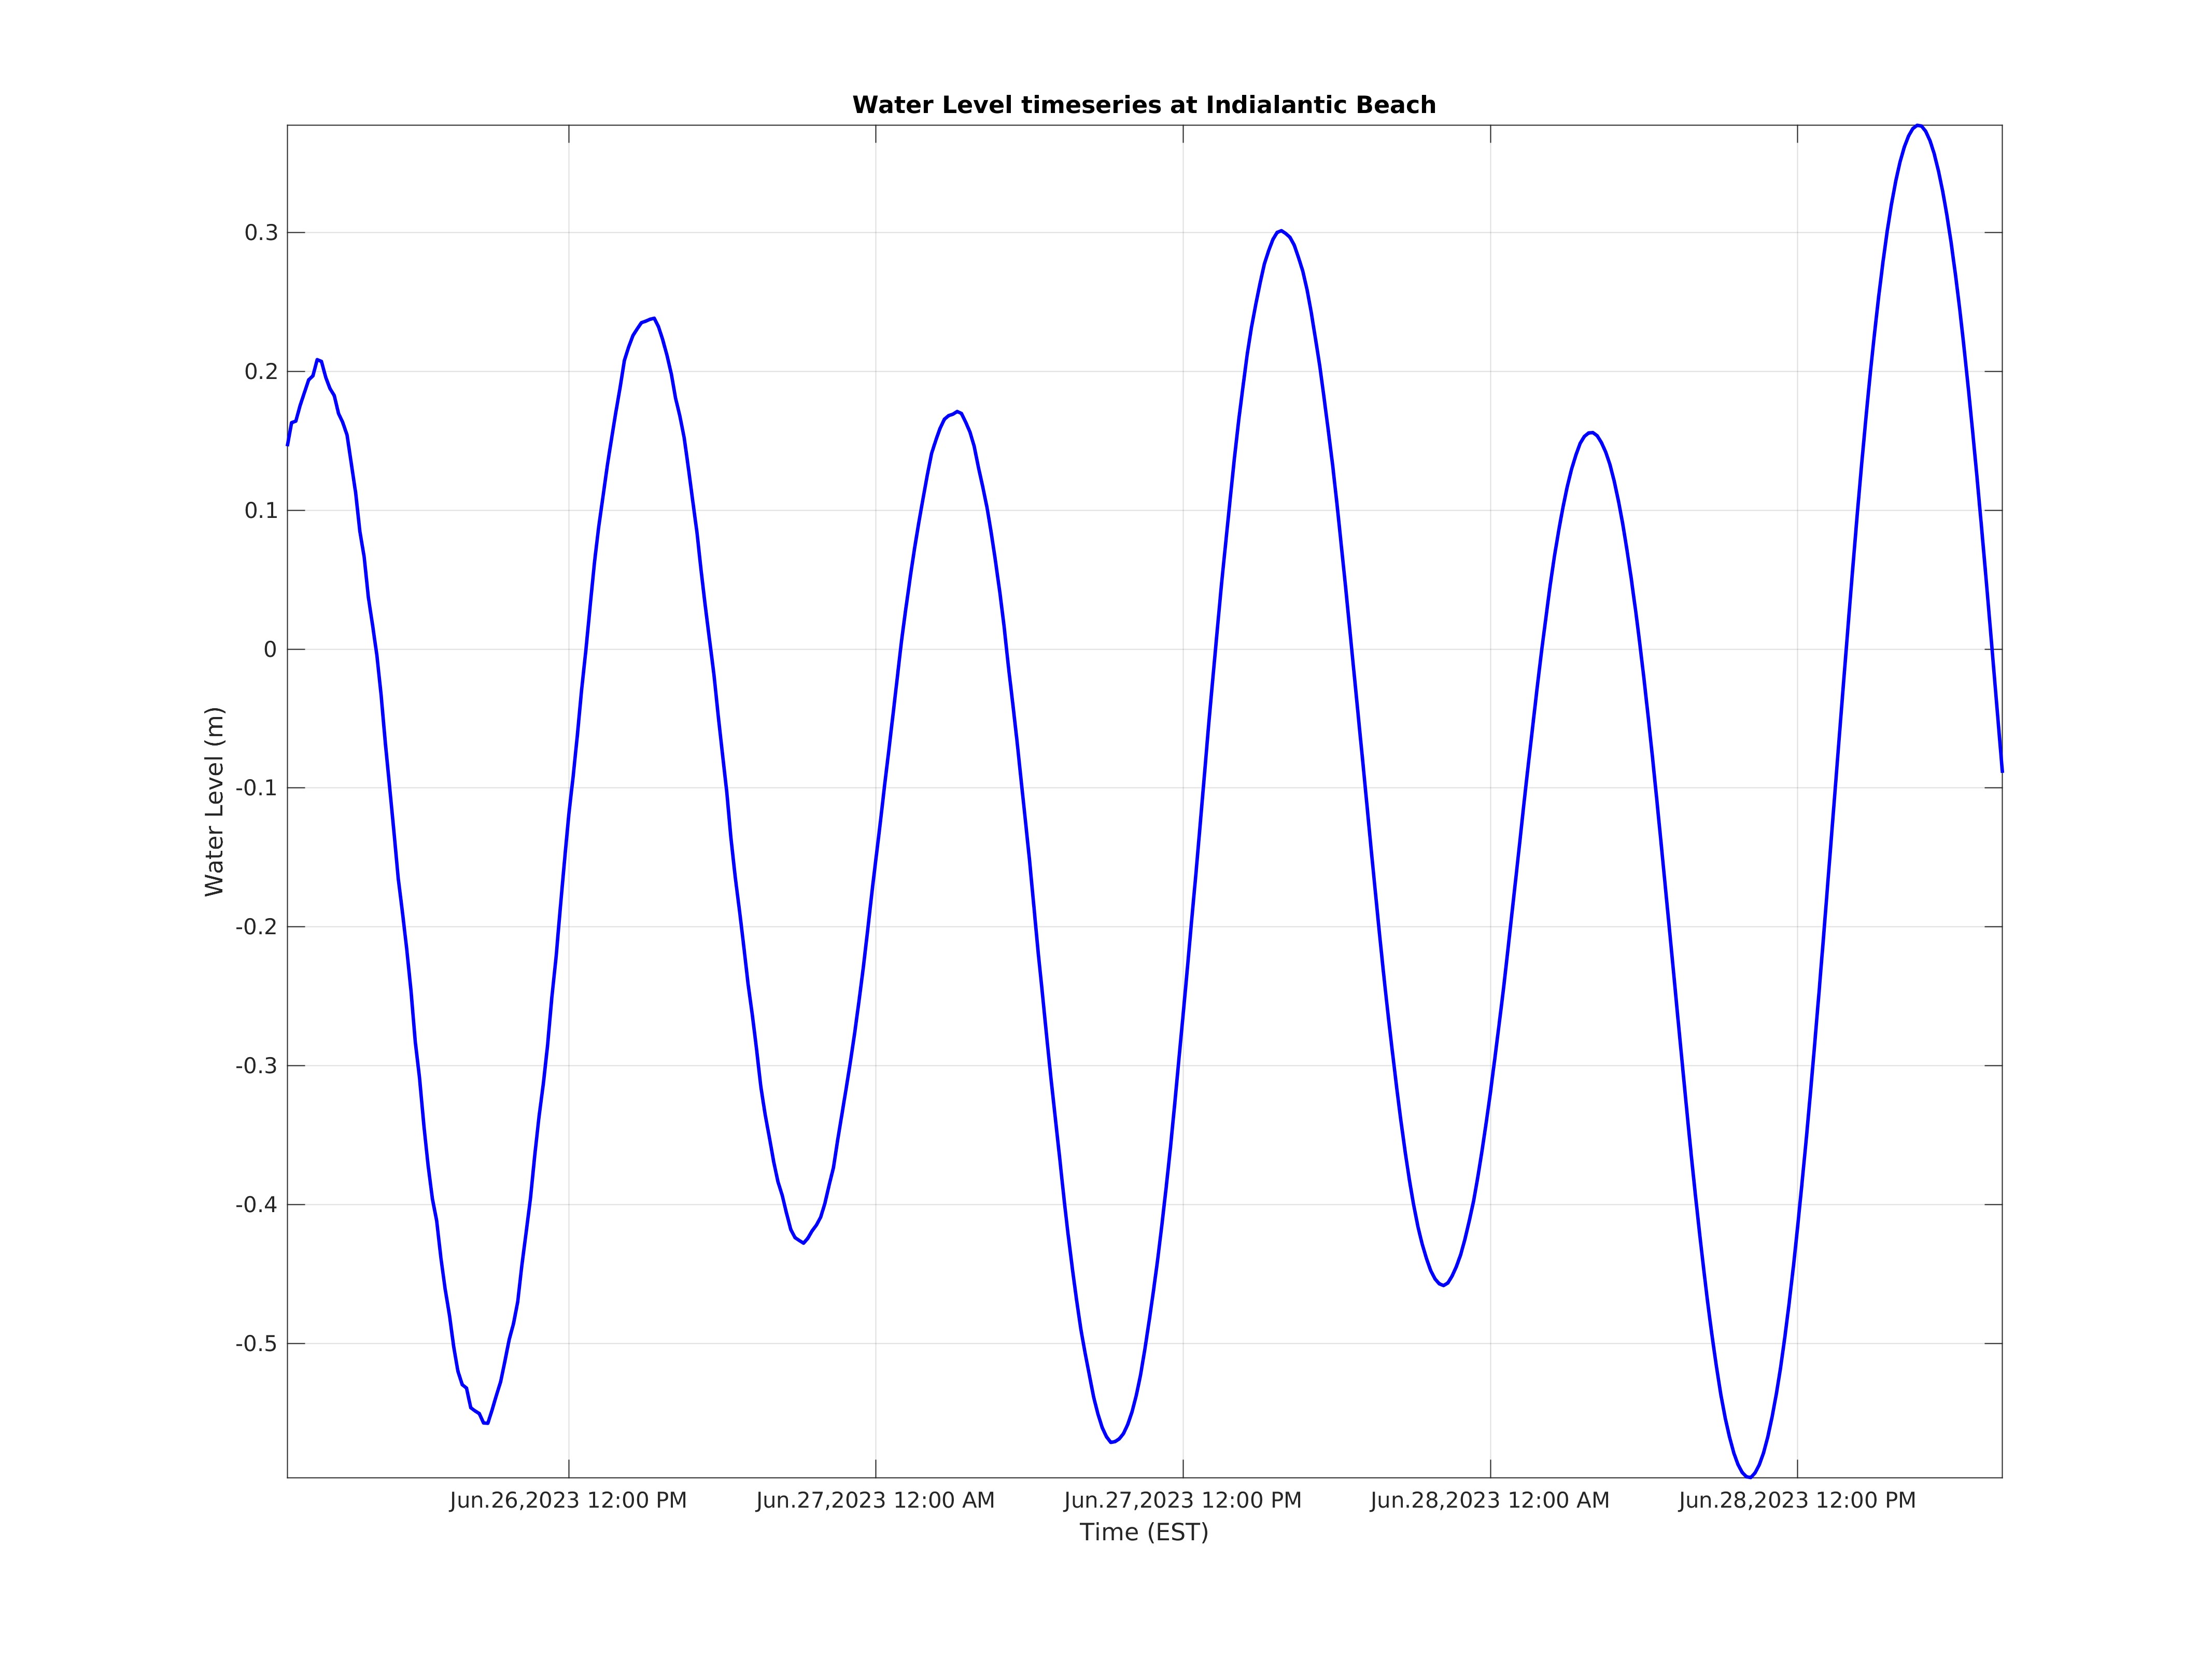 Water Level timeseries at Indialantic Beach
0.3
0.2
0.1
0
-0.1
-0.2
-0.3
-0.4
-0.5
Water Level (m)
Jun.26,2023 12:00 PM Jun.27,2023 12:00 AM Jun.27,2023 12:00 PM Jun.28,2023 12:00 AM Jun.28,2023 12:00 PM
Time (EST)